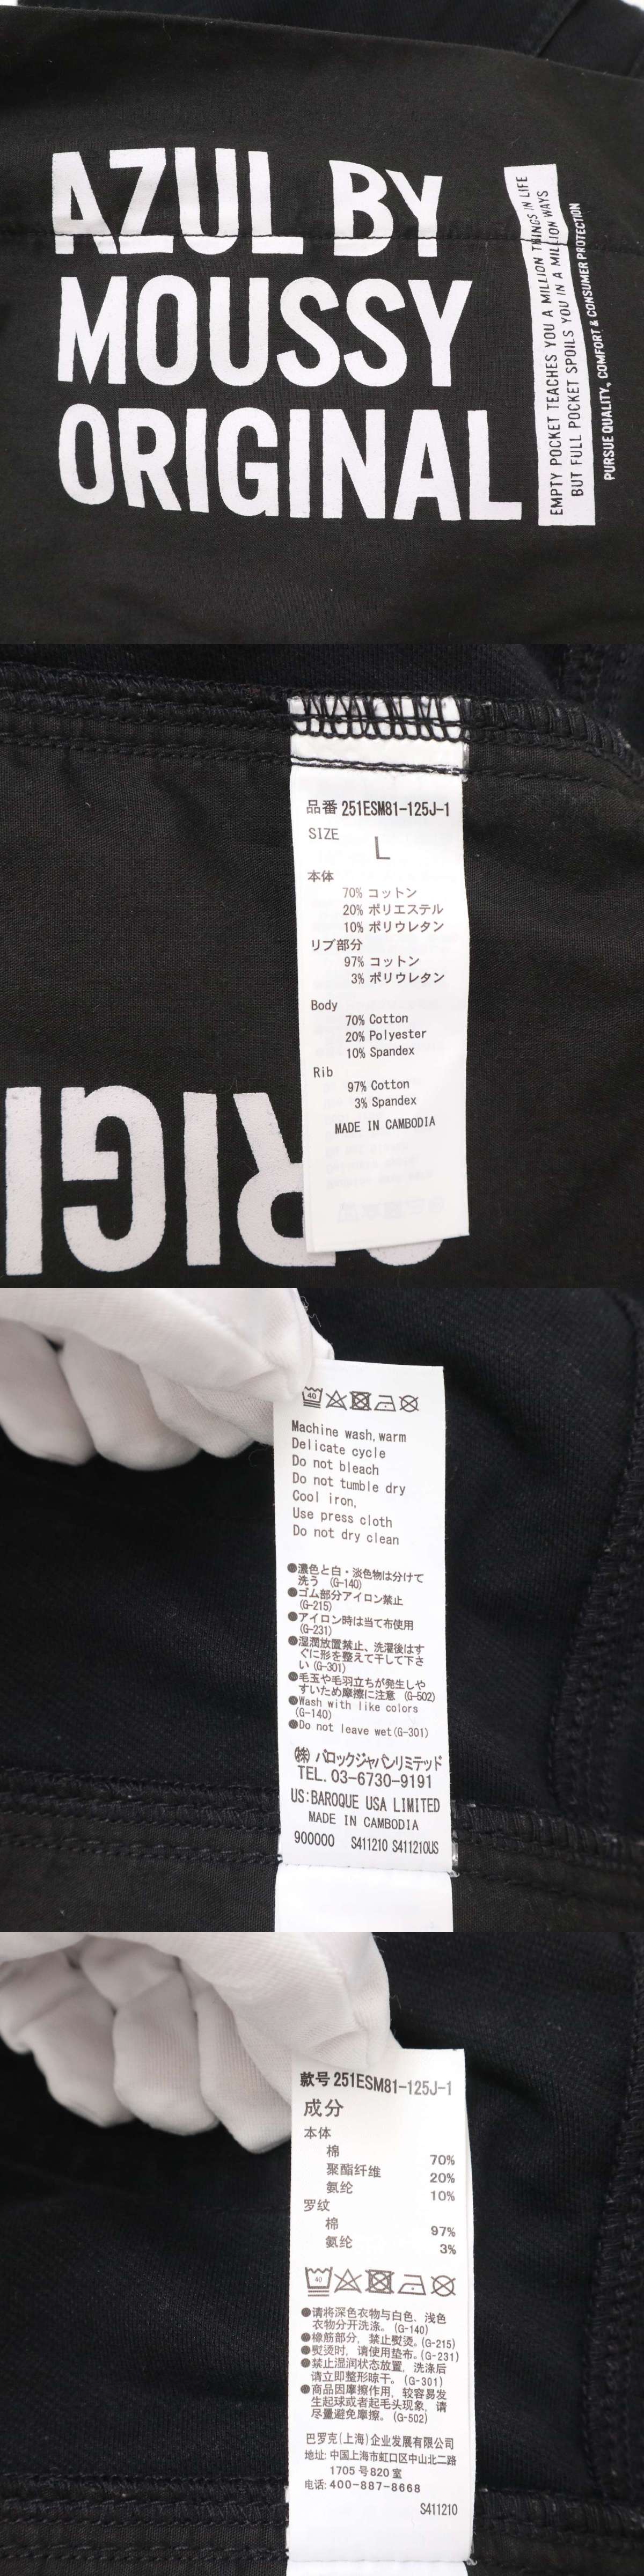 AZUL BY
MOUSSY
ORIGINAL
EMPTY POCKET TEACHES YOU A MILLION THINGS IN LIFE
BUT FULL POCKET SPOILS YOU IN A MILLION WAYS
PURSUE QUALITY, COMFORT & CONSUMER PROTECTION
品番 251ESM81-125J-1
SIZE
L
本体
70% コットン
20% ポリエステル
10% ポリウレタン
リブ部分
97% コットン
3% ポリウレタン
Body
70% Cotton
20% Polyester
10% Spandex
Rib
97% Cotton
3% Spandex
MADE IN CAMBODIA
RIGI
40
Machine wash, warm
Delicate cycle
Do not bleach
Do not tumble dry
Cool iron,
Use press cloth
Do not dry clean
●濃色と白・淡色物は分けて
洗う (G-140)
●ゴム部分アイロン禁止
(G-215)
●アイロン時は当て布使用
(G-231)
●湿潤放置禁止、洗濯後はす
ぐに形を整えて干して下さ
い (G-301)
●毛玉や毛羽立ちが発生しや
すいため摩擦に注意 (G-502)
●Wash with like colors
(G-140)
●Do not leave wet(G-301)
㈱ バロックジャパンリミテッド
TEL. 03-6730-9191
US:BAROQUE USA LIMITED
MADE IN CAMBODIA
900000 S411210 S411210US
款号 251ESM81-125J-1
成分
本体
棉 70%
聚酯纤维 20%
氨纶 10%
罗纹
棉 97%
氨纶 3%
40
●请将深色衣物与白色、浅色
衣物分开洗涤。(G-140)
●橡筋部分，禁止熨烫。(G-215)
●熨烫时，请使用垫布。(G-231)
●禁止湿润状态放置，洗涤后
请立即整形晾干。(G-301)
●商品因摩擦作用，较容易发
生起球或者起毛头现象，请
尽量避免摩擦。(G-502)
巴罗克(上海)企业发展有限公司
地址: 中国上海市虹口区中山北二路
1705 号 820 室
电话: 400-887-8668
S411210